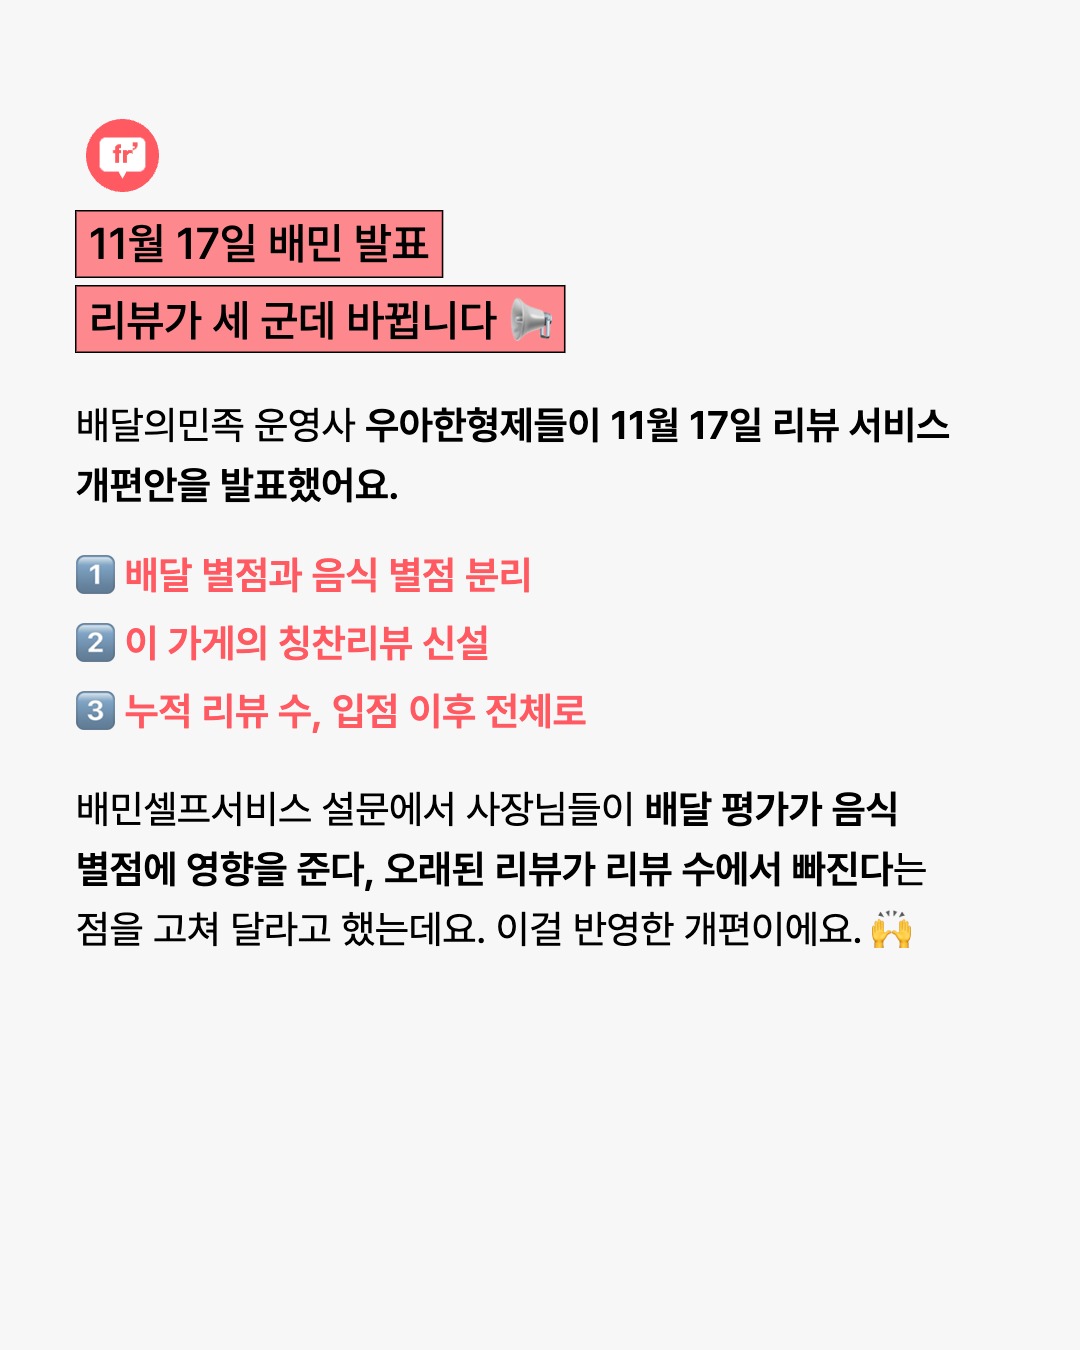 fr’
11월 17일 배민 발표
리뷰가 세 군데 바뀝니다 📢
배달의민족 운영사 우아한형제들이 11월 17일 리뷰 서비스
개편안을 발표했어요.
1️⃣ 배달 별점과 음식 별점 분리
2️⃣ 이 가게의 칭찬리뷰 신설
3️⃣ 누적 리뷰 수, 입점 이후 전체로
배민셀프서비스 설문에서 사장님들이 배달 평가가 음식
별점에 영향을 준다, 오래된 리뷰가 리뷰 수에서 빠진다는
점을 고쳐 달라고 했는데요. 이걸 반영한 개편이에요. 🙌